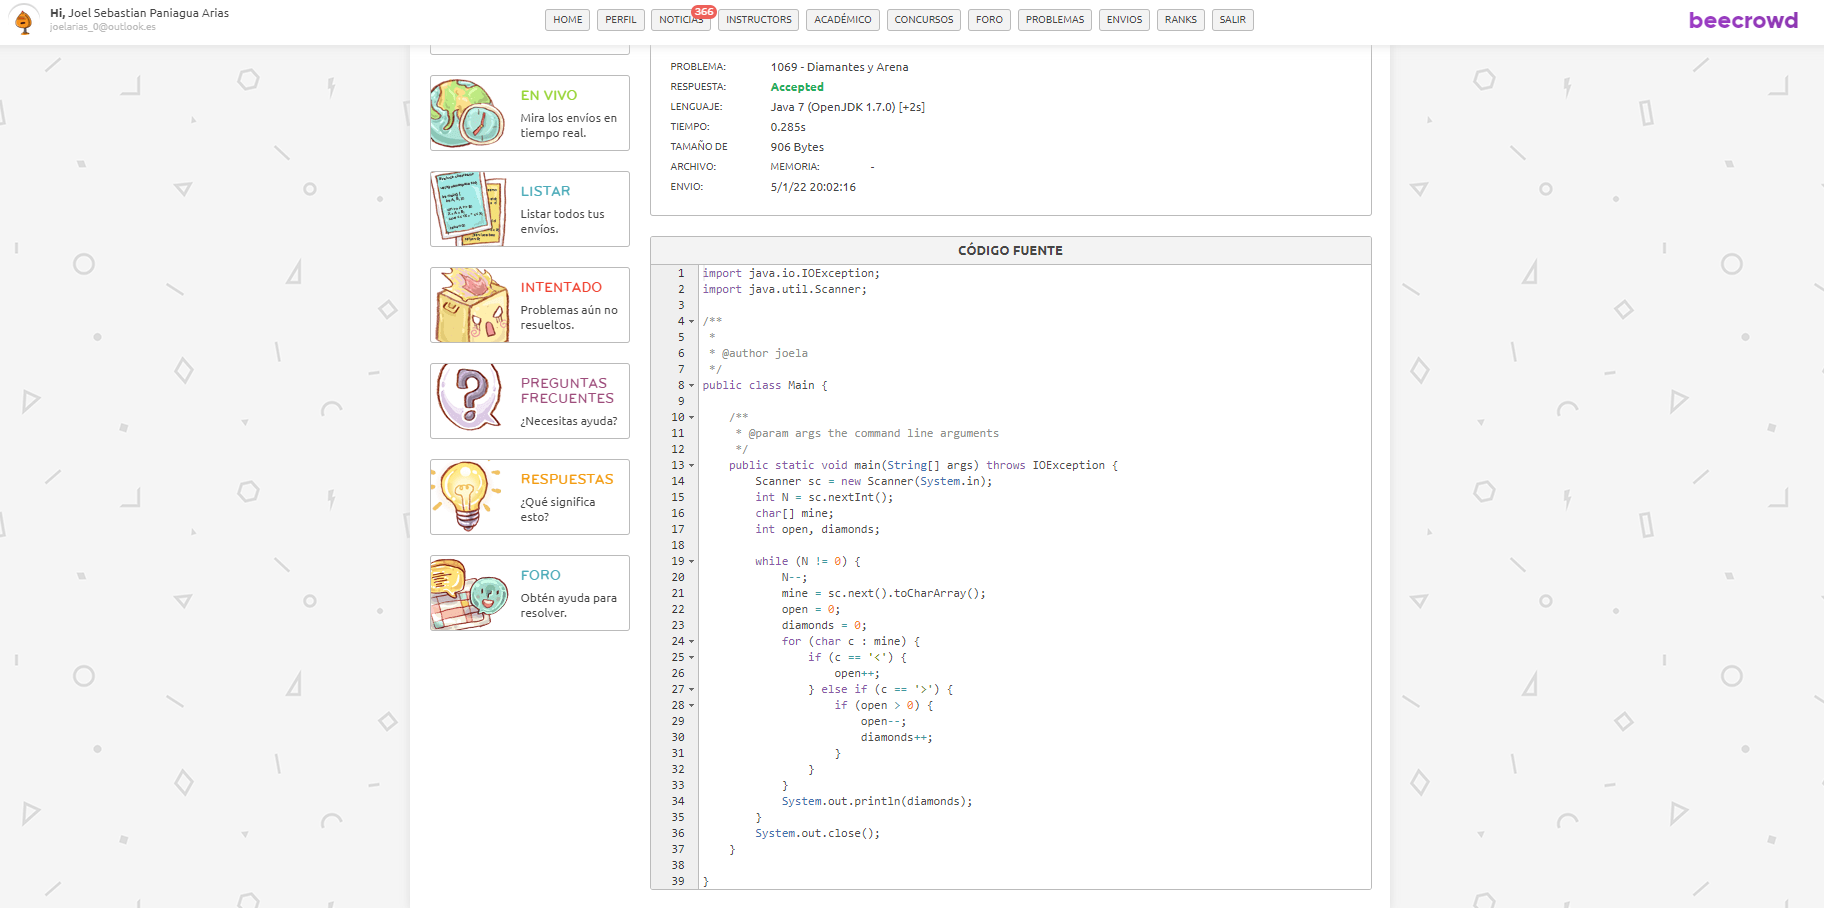 Hi, Joel Sebastian Paniagua Arias
joelarias_0@outlook.es
HOME PERFIL NOTICIAS 366 INSTRUCTORS ACADÉMICO CONCURSOS FORO PROBLEMAS ENVIOS RANKS SALIR
beecrowd
EN VIVO
Mira los envíos en
tiempo real.
LISTAR
Listar todos tus
envíos.
INTENTADO
Problemas aún no
resueltos.
PREGUNTAS
FRECUENTES
¿Necesitas ayuda?
RESPUESTAS
¿Qué significa
esto?
FORO
Obtén ayuda para
resolver.
PROBLEMA: 1069 - Diamantes y Arena
RESPUESTA: Accepted
LENGUAJE: Java 7 (OpenJDK 1.7.0) [+2s]
TIEMPO: 0.285s
TAMAÑO DE 906 Bytes
ARCHIVO: MEMORIA: -
ENVIO: 5/1/22 20:02:16
CÓDIGO FUENTE
1 import java.io.IOException;
2 import java.util.Scanner;
3
4 /**
5 *
6 * @author joela
7 */
8 public class Main {
9
10 /**
11 * @param args the command line arguments
12 */
13 public static void main(String[] args) throws IOException {
14 Scanner sc = new Scanner(System.in);
15 int N = sc.nextInt();
16 char[] mine;
17 int open, diamonds;
18
19 while (N != 0) {
20 N--;
21 mine = sc.next().toCharArray();
22 open = 0;
23 diamonds = 0;
24 for (char c : mine) {
25 if (c == '<') {
26 open++;
27 } else if (c == '>') {
28 if (open > 0) {
29 open--;
30 diamonds++;
31 }
32 }
33 }
34 System.out.println(diamonds);
35 }
36 System.out.close();
37 }
38
39 }